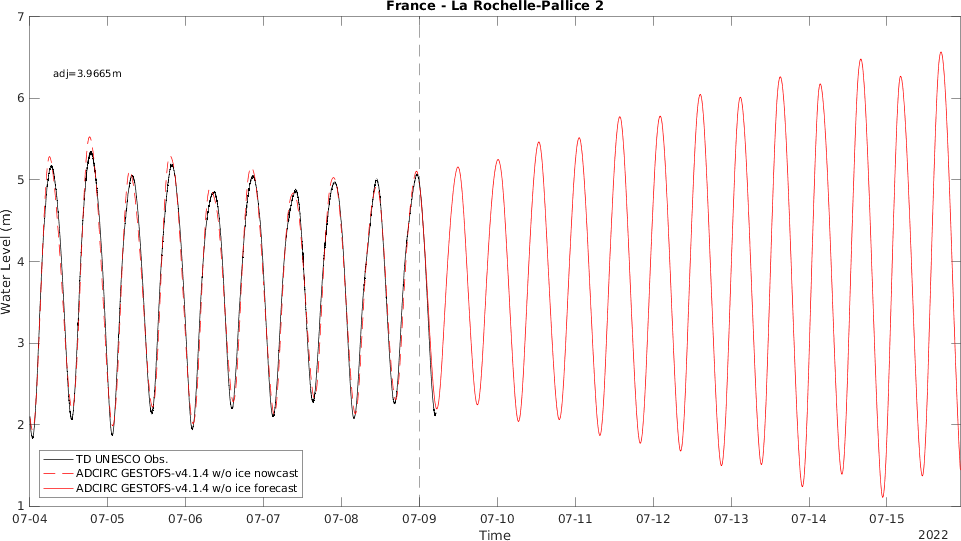 France - La Rochelle-Pallice 2
7
adj=3.9665m
6
5
4
3
2
1
Water Level (m)
TD UNESCO Obs.
ADCIRC GESTOFS-v4.1.4 w/o ice nowcast
ADCIRC GESTOFS-v4.1.4 w/o ice forecast
07-04 07-05 07-06 07-07 07-08 07-09 07-10 07-11 07-12 07-13 07-14 07-15
Time
2022